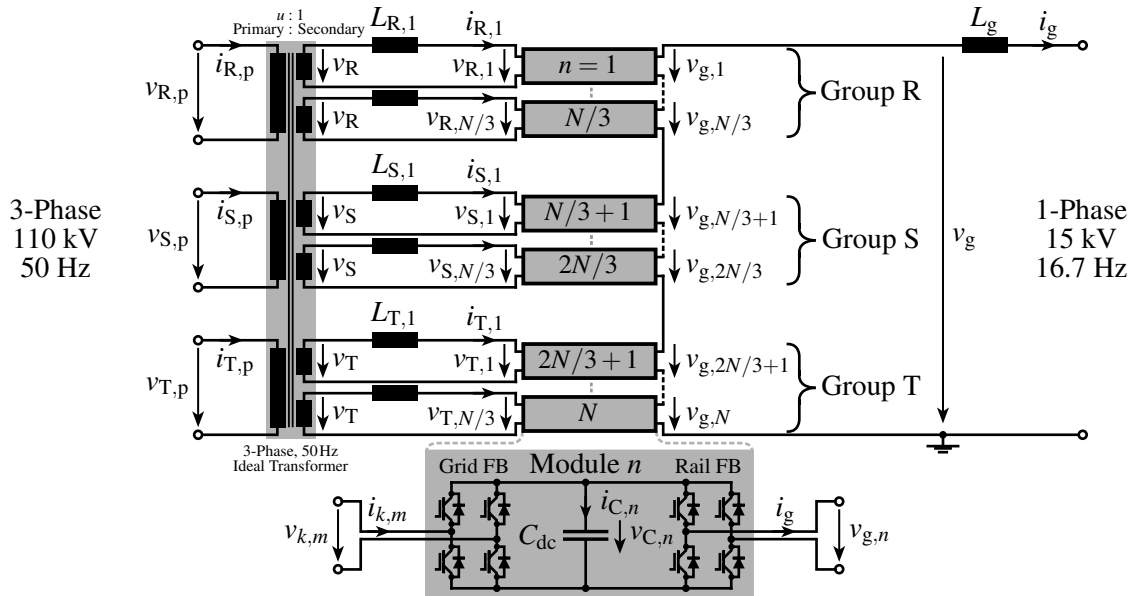 u : 1
Primary : Secondary
L_R,1
i_R,1
L_g
i_g
i_R,p
v_R
v_R,1
n = 1
v_g,1
v_R,p
Group R
v_R
v_R,N/3
N/3
v_g,N/3
L_S,1
i_S,1
3-Phase
110 kV
50 Hz
i_S,p
v_S
v_S,1
N/3 + 1
v_g,N/3+1
v_S,p
Group S
v_g
1-Phase
15 kV
16.7 Hz
v_S
v_S,N/3
2N/3
v_g,2N/3
L_T,1
i_T,1
i_T,p
v_T
v_T,1
2N/3 + 1
v_g,2N/3+1
v_T,p
Group T
v_T
v_T,N/3
N
v_g,N
3-Phase, 50Hz
Ideal Transformer
Grid FB
Module n
Rail FB
i_k,m
i_C,n
i_g
v_k,m
C_dc
v_C,n
v_g,n